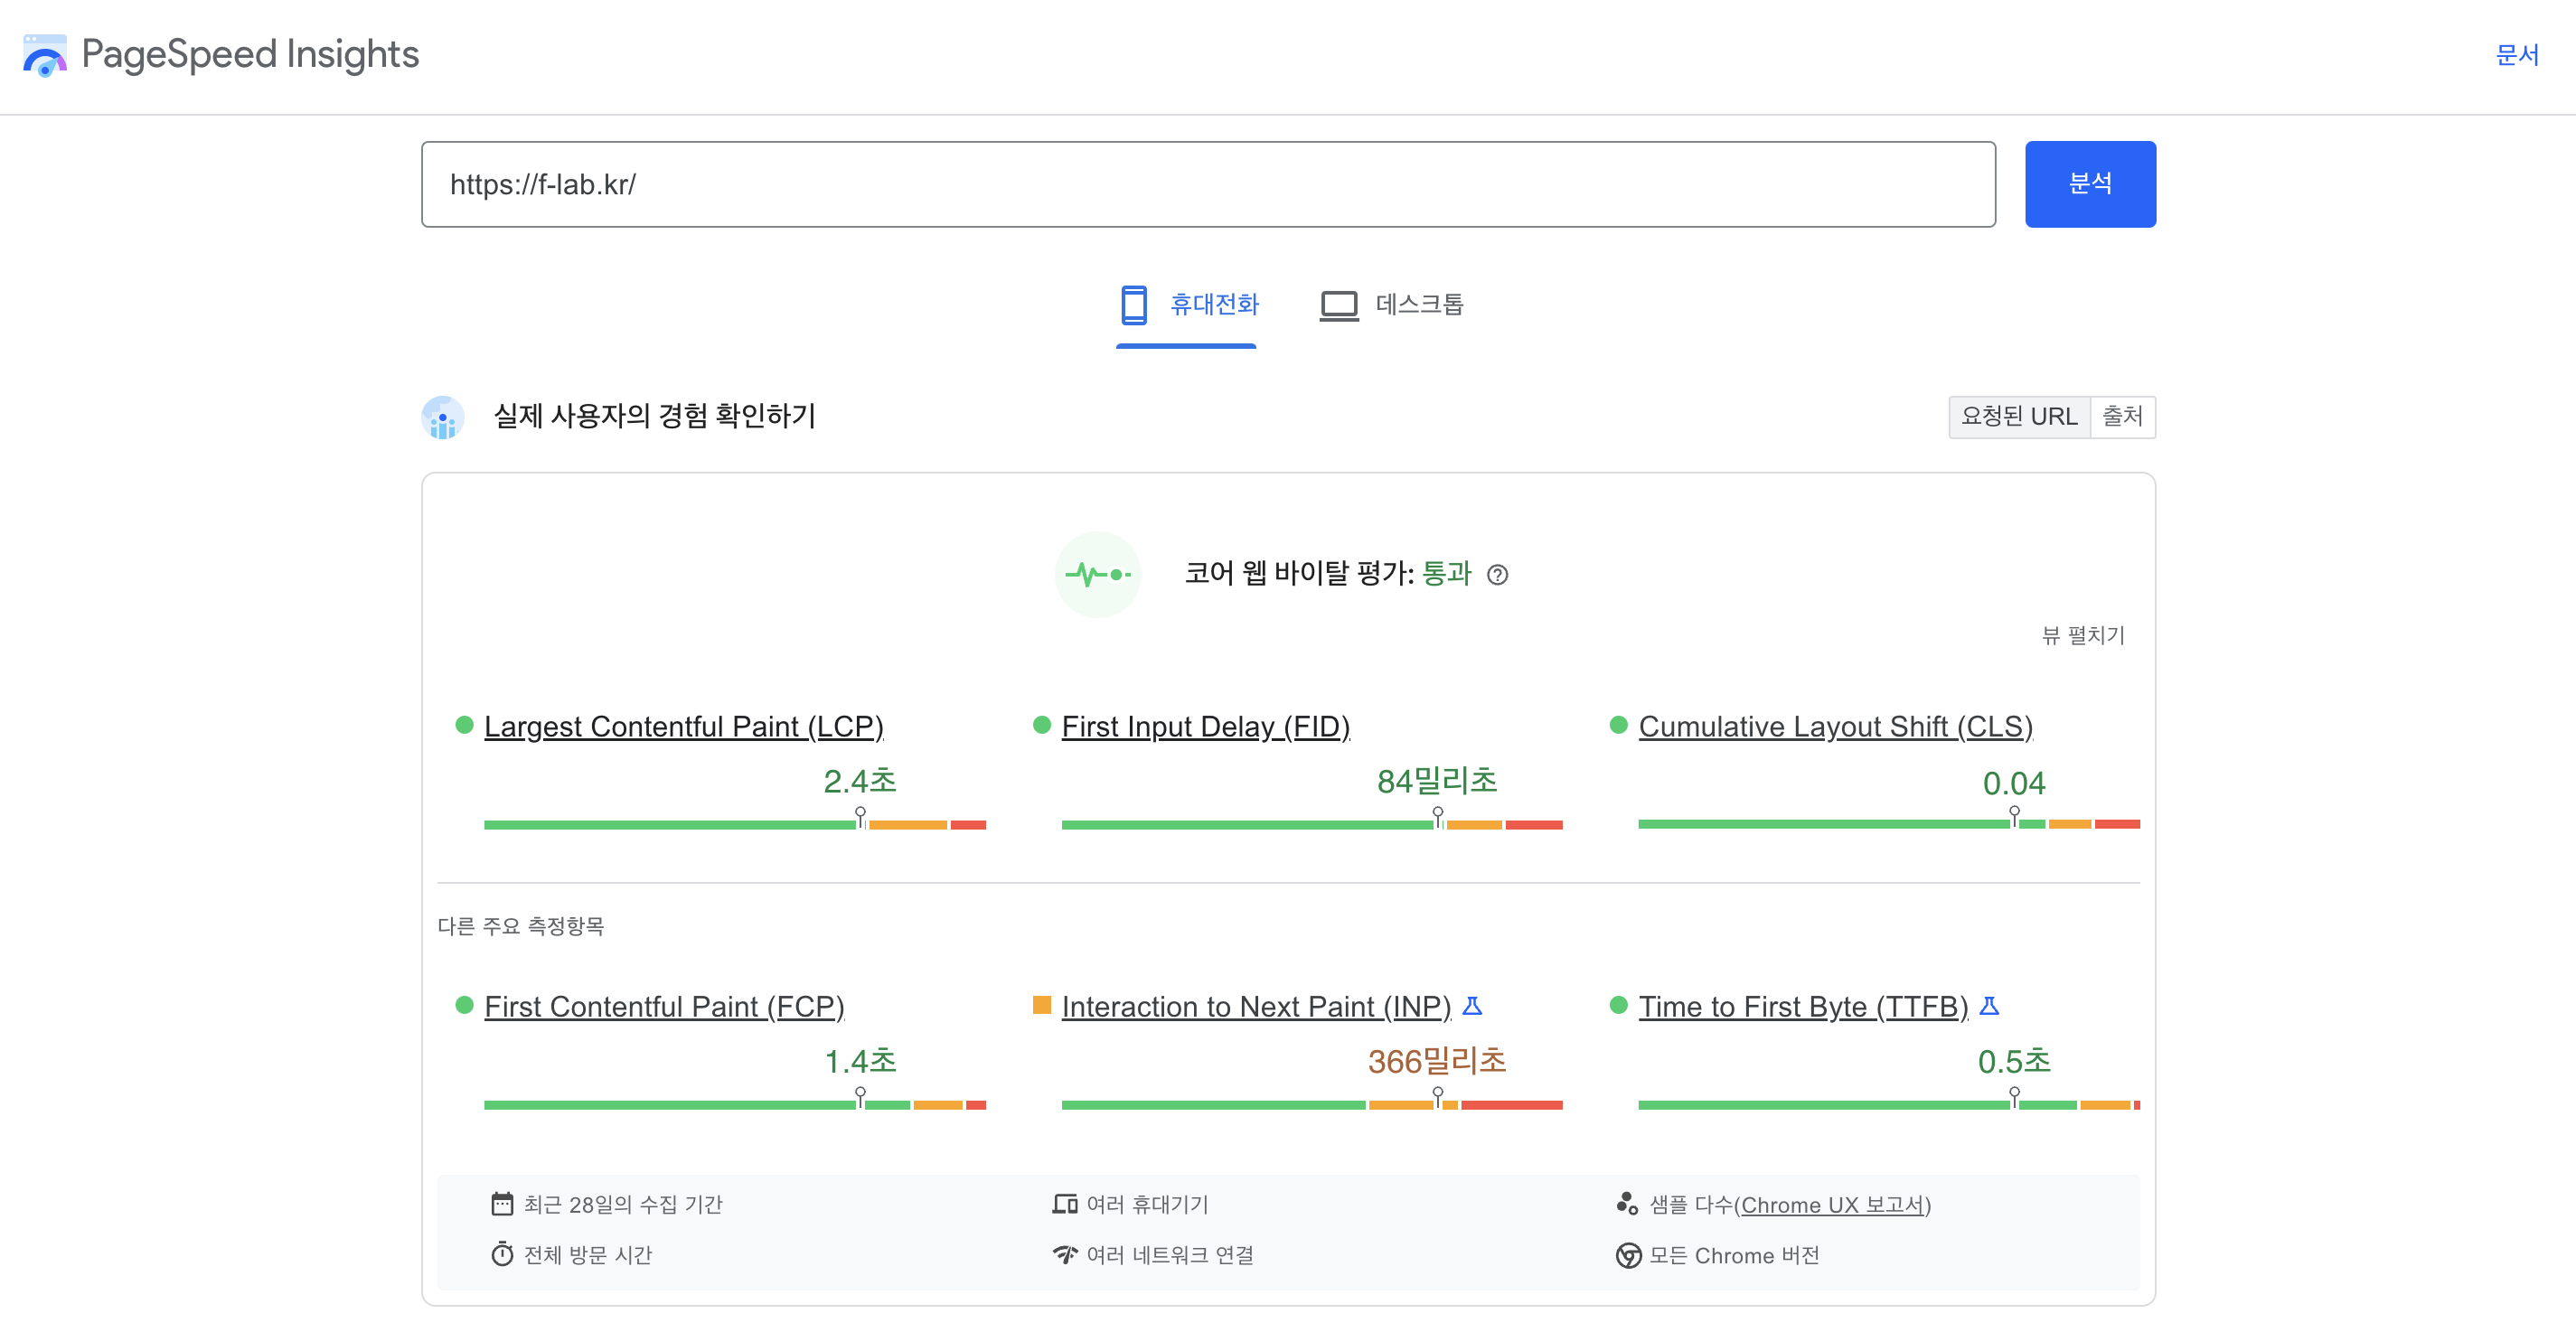 PageSpeed Insights
문서
https://f-lab.kr/
분석
휴대전화
데스크톱
실제 사용자의 경험 확인하기
요청된 URL
출처
코어 웹 바이탈 평가: 통과
뷰 펼치기
Largest Contentful Paint (LCP)
2.4초
First Input Delay (FID)
84밀리초
Cumulative Layout Shift (CLS)
0.04
다른 주요 측정항목
First Contentful Paint (FCP)
1.4초
Interaction to Next Paint (INP)
366밀리초
Time to First Byte (TTFB)
0.5초
최근 28일의 수집 기간
여러 휴대기기
샘플 다수(Chrome UX 보고서)
전체 방문 시간
여러 네트워크 연결
모든 Chrome 버전